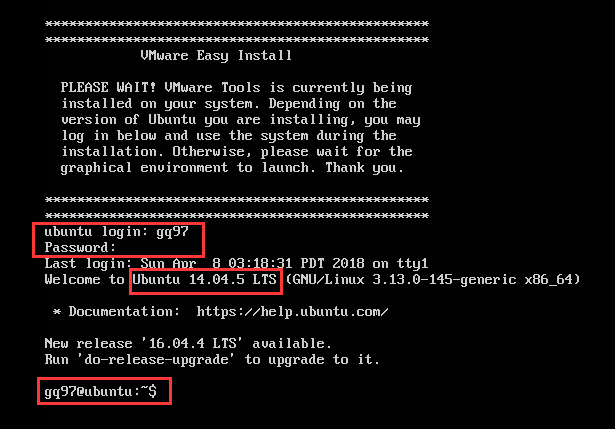 ************************************************
************************************************
VMware Easy Install
PLEASE WAIT! VMware Tools is currently being
installed on your system. Depending on the
version of Ubuntu you are installing, you may
log in below and use the system during the
installation. Otherwise, please wait for the
graphical environment to launch. Thank you.
************************************************
************************************************
ubuntu login: gq97
Password:
Last login: Sun Apr  8 03:18:31 PDT 2018 on tty1
Welcome to Ubuntu 14.04.5 LTS (GNU/Linux 3.13.0-145-generic x86_64)
* Documentation:  https://help.ubuntu.com/
New release '16.04.4 LTS' available.
Run 'do-release-upgrade' to upgrade to it.
gq97@ubuntu:~$